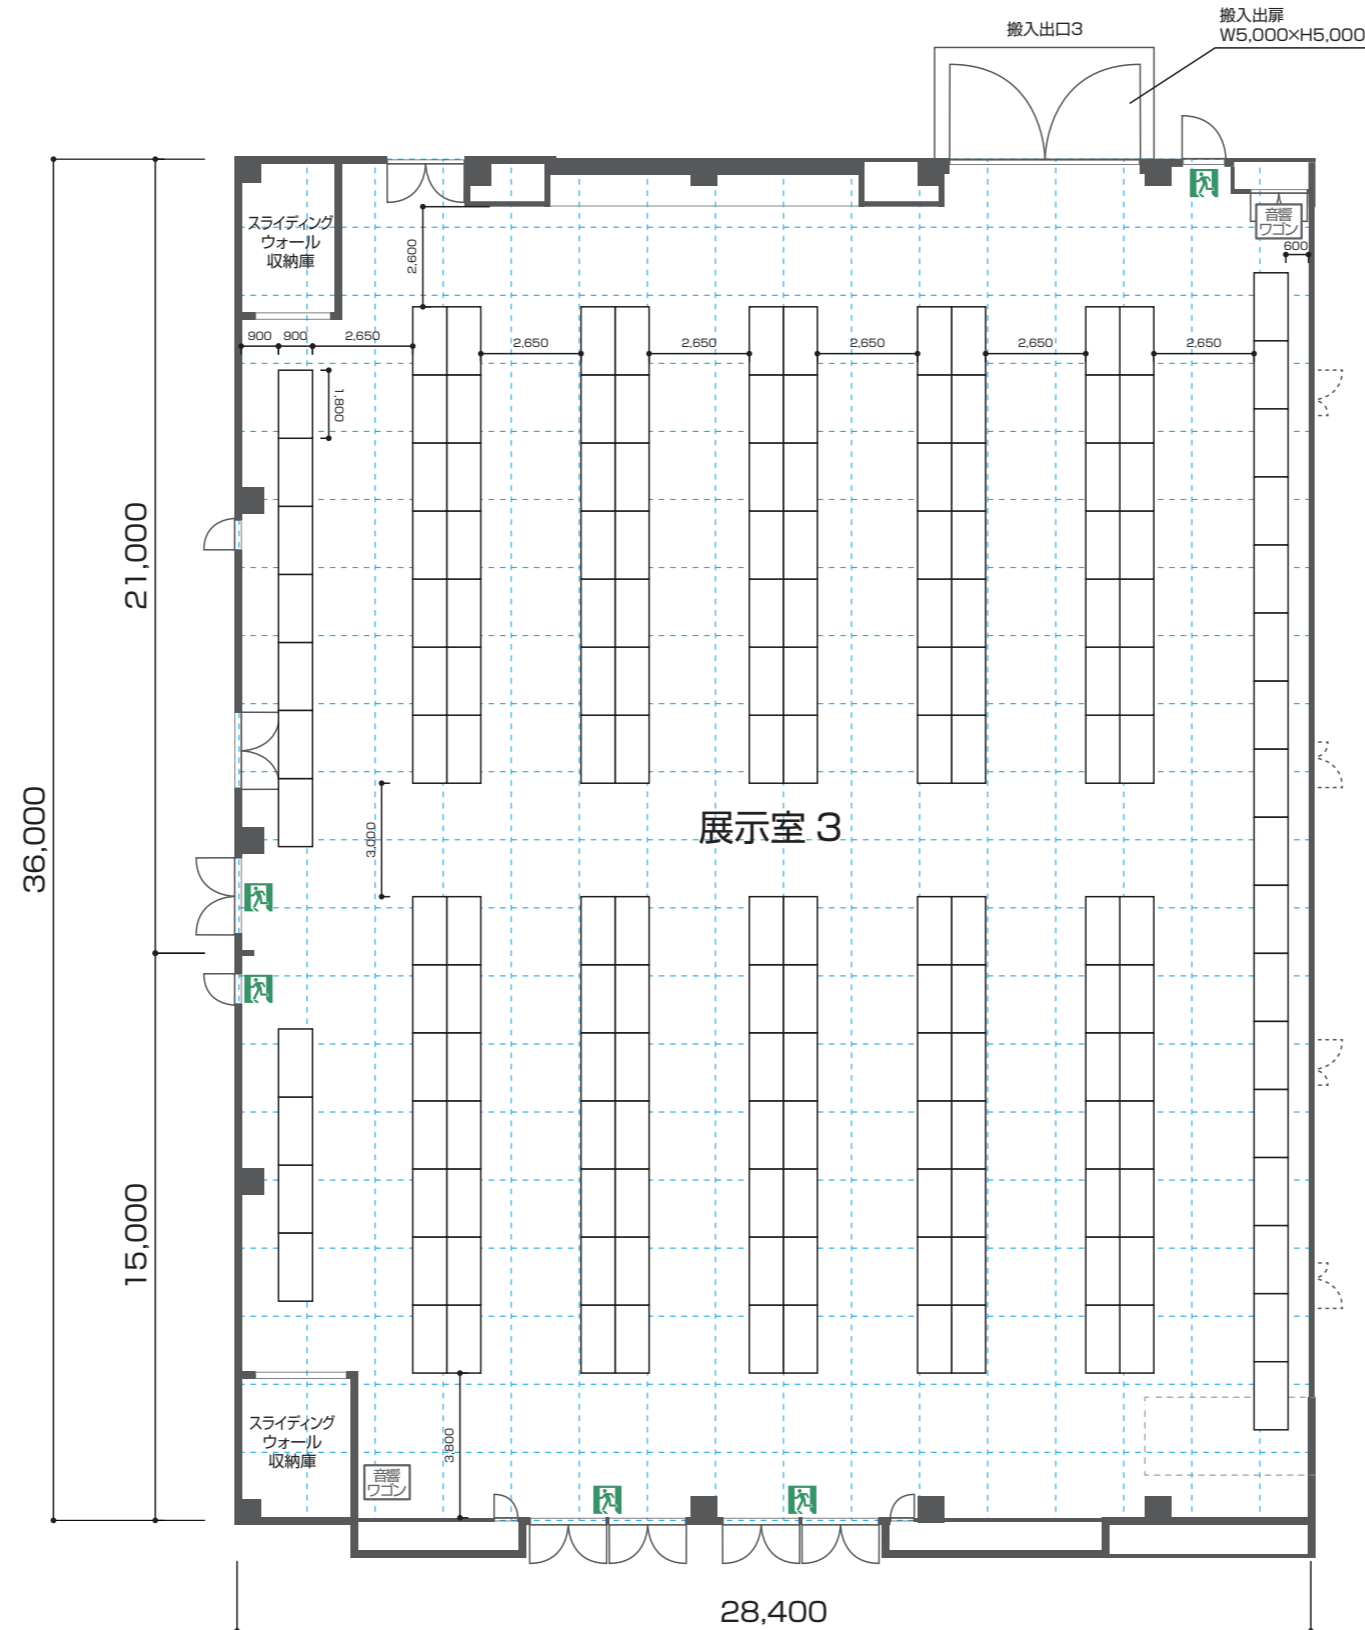 搬入出口3
搬入出扉
W5,000×H5,000
スライディング
ウォール
収納庫
音響
ワゴン
600
2,600
900
900
2,650
2,650
2,650
2,650
2,650
2,650
1,800
21,000
36,000
展示室 3
3,000
15,000
スライディング
ウォール
収納庫
音響
ワゴン
3,800
28,400